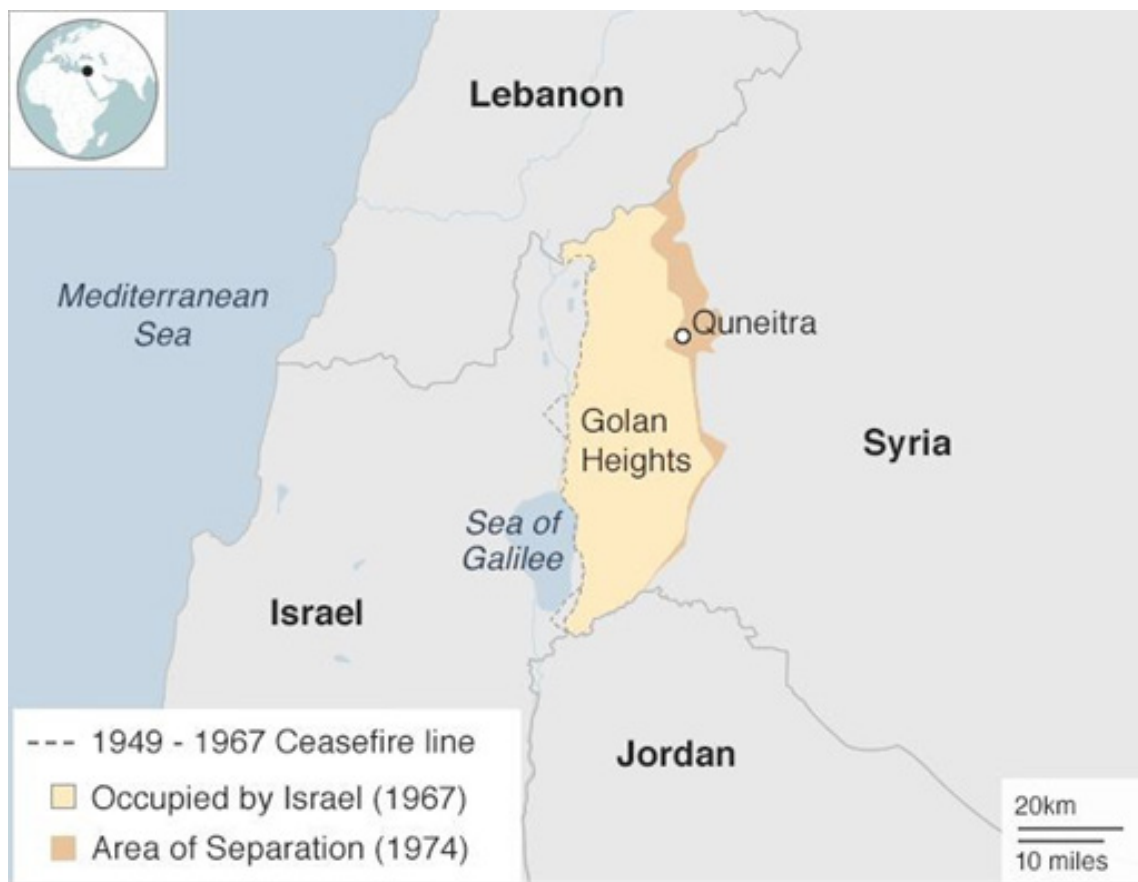 Lebanon
Mediterranean
Sea
Quneitra
Golan
Heights
Syria
Sea of
Galilee
Israel
Jordan
1949 - 1967 Ceasefire line
Occupied by Israel (1967)
Area of Separation (1974)
20km
10 miles